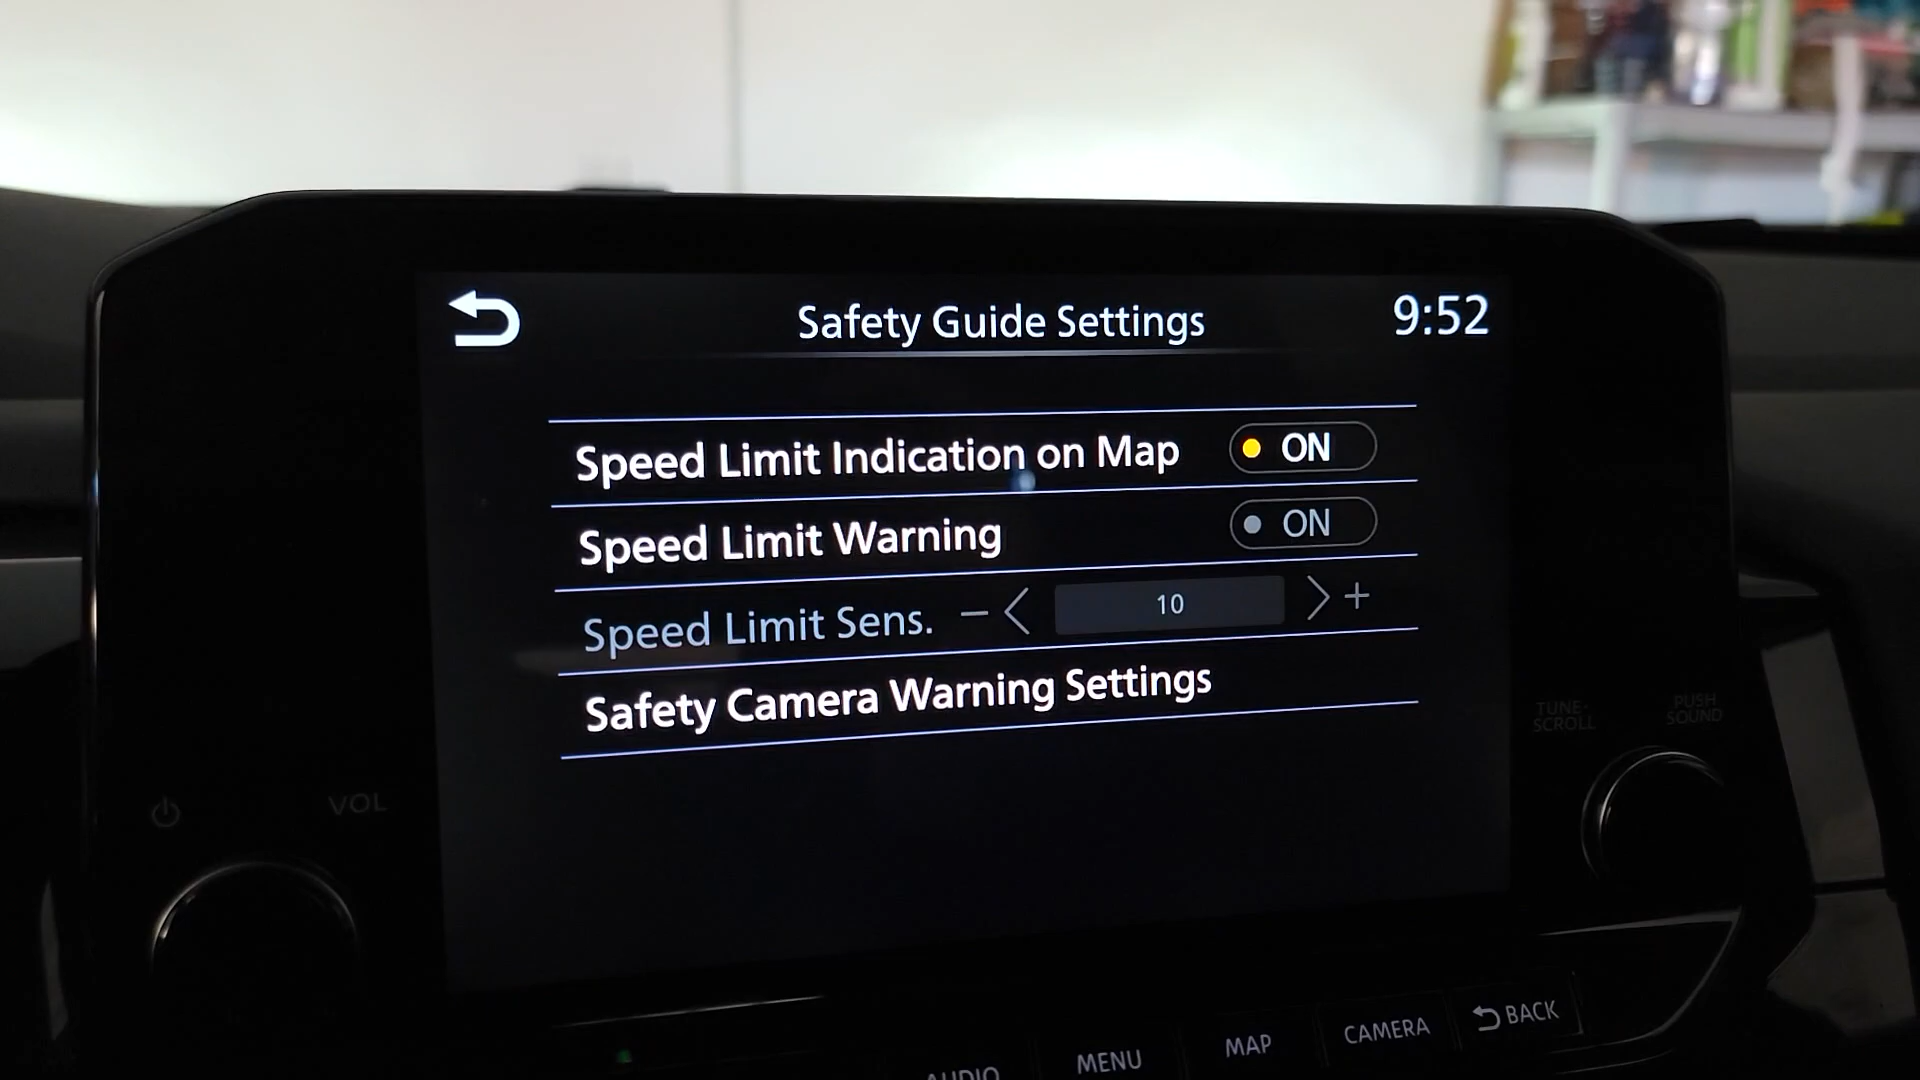 Safety Guide Settings
9:52
Speed Limit Indication on Map
ON
Speed Limit Warning
ON
Speed Limit Sens.
−
10
+
Safety Camera Warning Settings
TUNE·
SCROLL
PUSH
SOUND
VOL
AUDIO
MENU
MAP
CAMERA
BACK